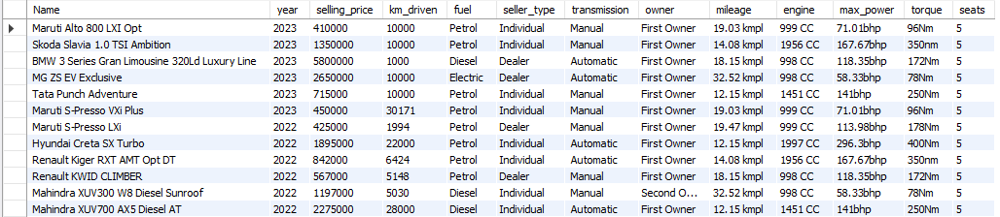 Name year selling_price km_driven fuel seller_type transmission owner mileage engine max_power torque seats
Maruti Alto 800 LXI Opt 2023 410000 10000 Petrol Individual Manual First Owner 19.03 kmpl 999 CC 71.01bhp 96Nm 5
Skoda Slavia 1.0 TSI Ambition 2023 1350000 10000 Petrol Individual Manual First Owner 14.08 kmpl 1956 CC 167.67bhp 350nm 5
BMW 3 Series Gran Limousine 320Ld Luxury Line 2023 5800000 1000 Diesel Dealer Automatic First Owner 18.15 kmpl 998 CC 118.35bhp 172Nm 5
MG ZS EV Exclusive 2023 2650000 10000 Electric Dealer Automatic First Owner 32.52 kmpl 998 CC 58.33bhp 78Nm 5
Tata Punch Adventure 2023 715000 10000 Petrol Individual Manual First Owner 12.15 kmpl 1451 CC 141bhp 250Nm 5
Maruti S-Presso VXi Plus 2023 450000 30171 Petrol Individual Manual First Owner 19.03 kmpl 999 CC 71.01bhp 96Nm 5
Maruti S-Presso LXi 2022 425000 1994 Petrol Dealer Manual First Owner 19.47 kmpl 999 CC 113.98bhp 178Nm 5
Hyundai Creta SX Turbo 2022 1895000 22000 Petrol Individual Automatic First Owner 12.15 kmpl 1997 CC 296.3bhp 400Nm 5
Renault Kiger RXT AMT Opt DT 2022 842000 6424 Petrol Individual Automatic First Owner 14.08 kmpl 1956 CC 167.67bhp 350nm 5
Renault KWID CLIMBER 2022 567000 5148 Petrol Dealer Manual First Owner 18.15 kmpl 998 CC 118.35bhp 172Nm 5
Mahindra XUV300 W8 Diesel Sunroof 2022 1197000 5030 Diesel Individual Manual Second O... 32.52 kmpl 998 CC 58.33bhp 78Nm 5
Mahindra XUV700 AX5 Diesel AT 2022 2275000 28000 Diesel Individual Automatic First Owner 12.15 kmpl 1451 CC 141bhp 250Nm 5